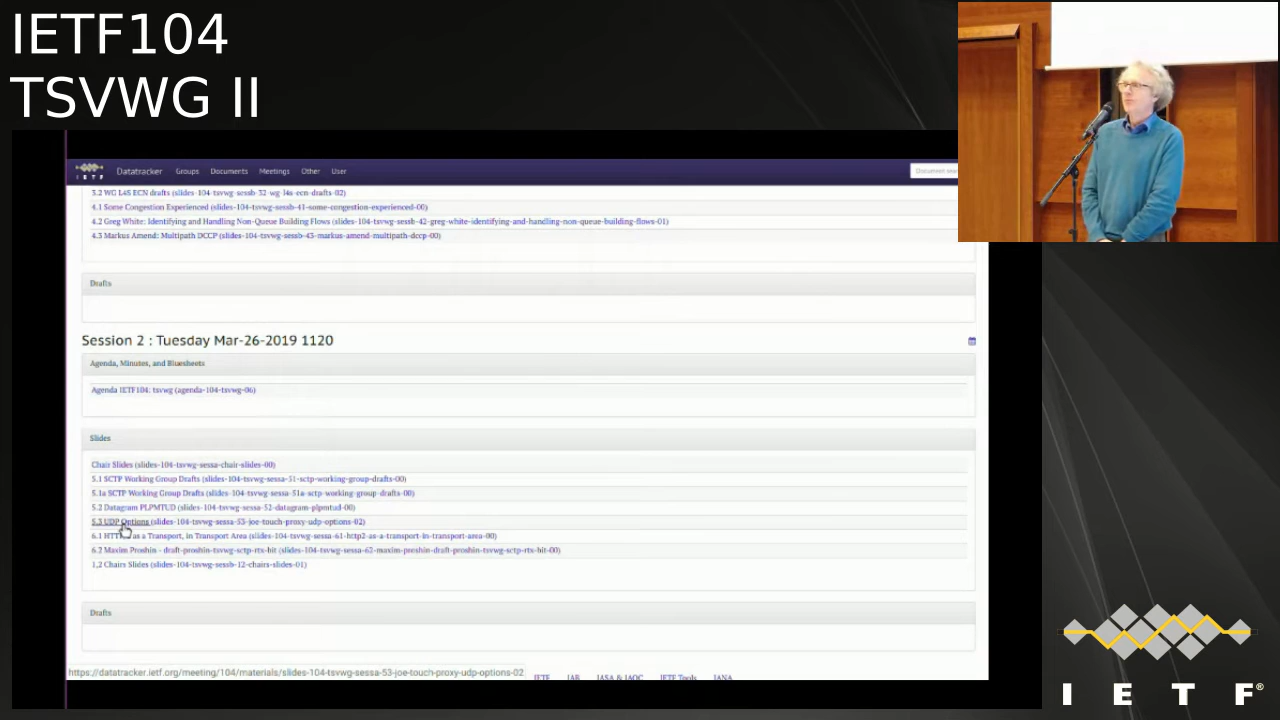 IETF104
TSVWG II
IETF
Datatracker
Groups
Documents
Meetings
Other
User
Document search
3.2 WG L4S ECN drafts (slides-104-tsvwg-sessb-32-wg-l4s-ecn-drafts-02)
4.1 Some Congestion Experienced (slides-104-tsvwg-sessb-41-some-congestion-experienced-00)
4.2 Greg White: Identifying and Handling Non-Queue Building Flows (slides-104-tsvwg-sessb-42-greg-white-identifying-and-handling-non-queue-building-flows-01)
4.3 Markus Amend: Multipath DCCP (slides-104-tsvwg-sessb-43-markus-amend-multipath-dccp-00)
Drafts
Session 2 : Tuesday Mar-26-2019 1120
Agenda, Minutes, and Bluesheets
Agenda IETF104: tsvwg (agenda-104-tsvwg-06)
Slides
Chair Slides (slides-104-tsvwg-sessa-chair-slides-00)
5.1 SCTP Working Group Drafts (slides-104-tsvwg-sessa-51-sctp-working-group-drafts-00)
5.1a SCTP Working Group Drafts (slides-104-tsvwg-sessa-51a-sctp-working-group-drafts-00)
5.2 Datagram PLPMTUD (slides-104-tsvwg-sessa-52-datagram-plpmtud-00)
5.3 UDP Options (slides-104-tsvwg-sessa-53-joe-touch-proxy-udp-options-02)
6.1 as a Transport, in Transport Area (slides-104-tsvwg-sessa-61-http2-as-a-transport-in-transport-area-00)
6.2 Maxim Proshin - draft-proshin-tsvwg-sctp-rtx-bit (slides-104-tsvwg-sessa-62-maxim-proshin-draft-proshin-tsvwg-sctp-rtx-bit-00)
1,2 Chairs Slides (slides-104-tsvwg-sessb-12-chairs-slides-01)
Drafts
https://datatracker.ietf.org/meeting/104/materials/slides-104-tsvwg-sessa-53-joe-touch-proxy-udp-options-02
IETF
IAB
IASA & IAOC
IETF Tools
IANA
IETF®